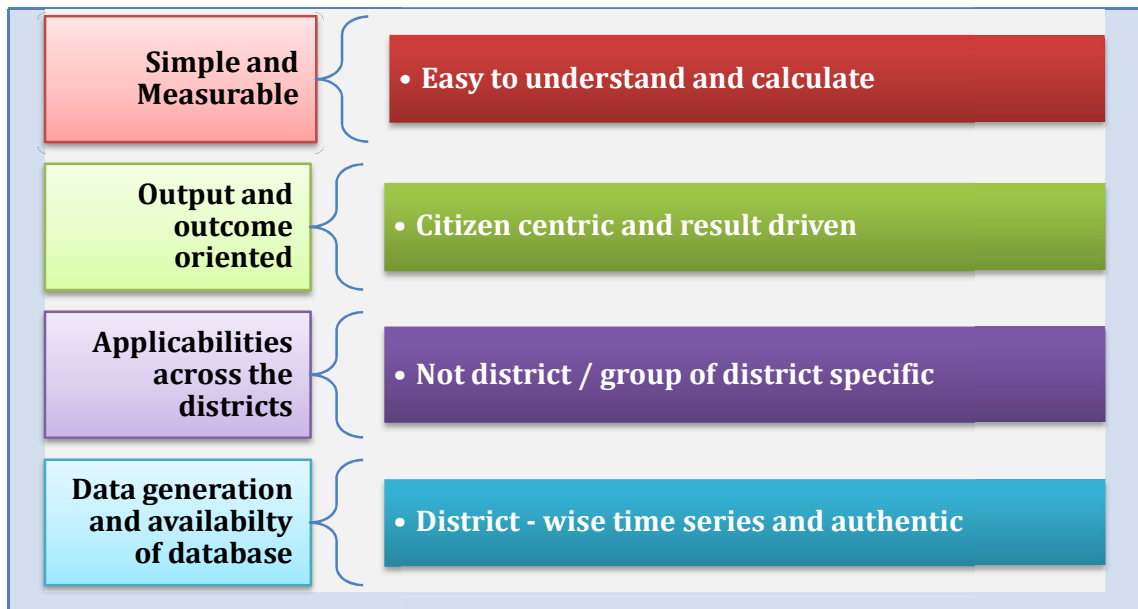 Simple and
Measurable
• Easy to understand and calculate
Output and
outcome
oriented
• Citizen centric and result driven
Applicabilities
across the
districts
• Not district / group of district specific
Data generation
and availabilty
of database
• District - wise time series and authentic